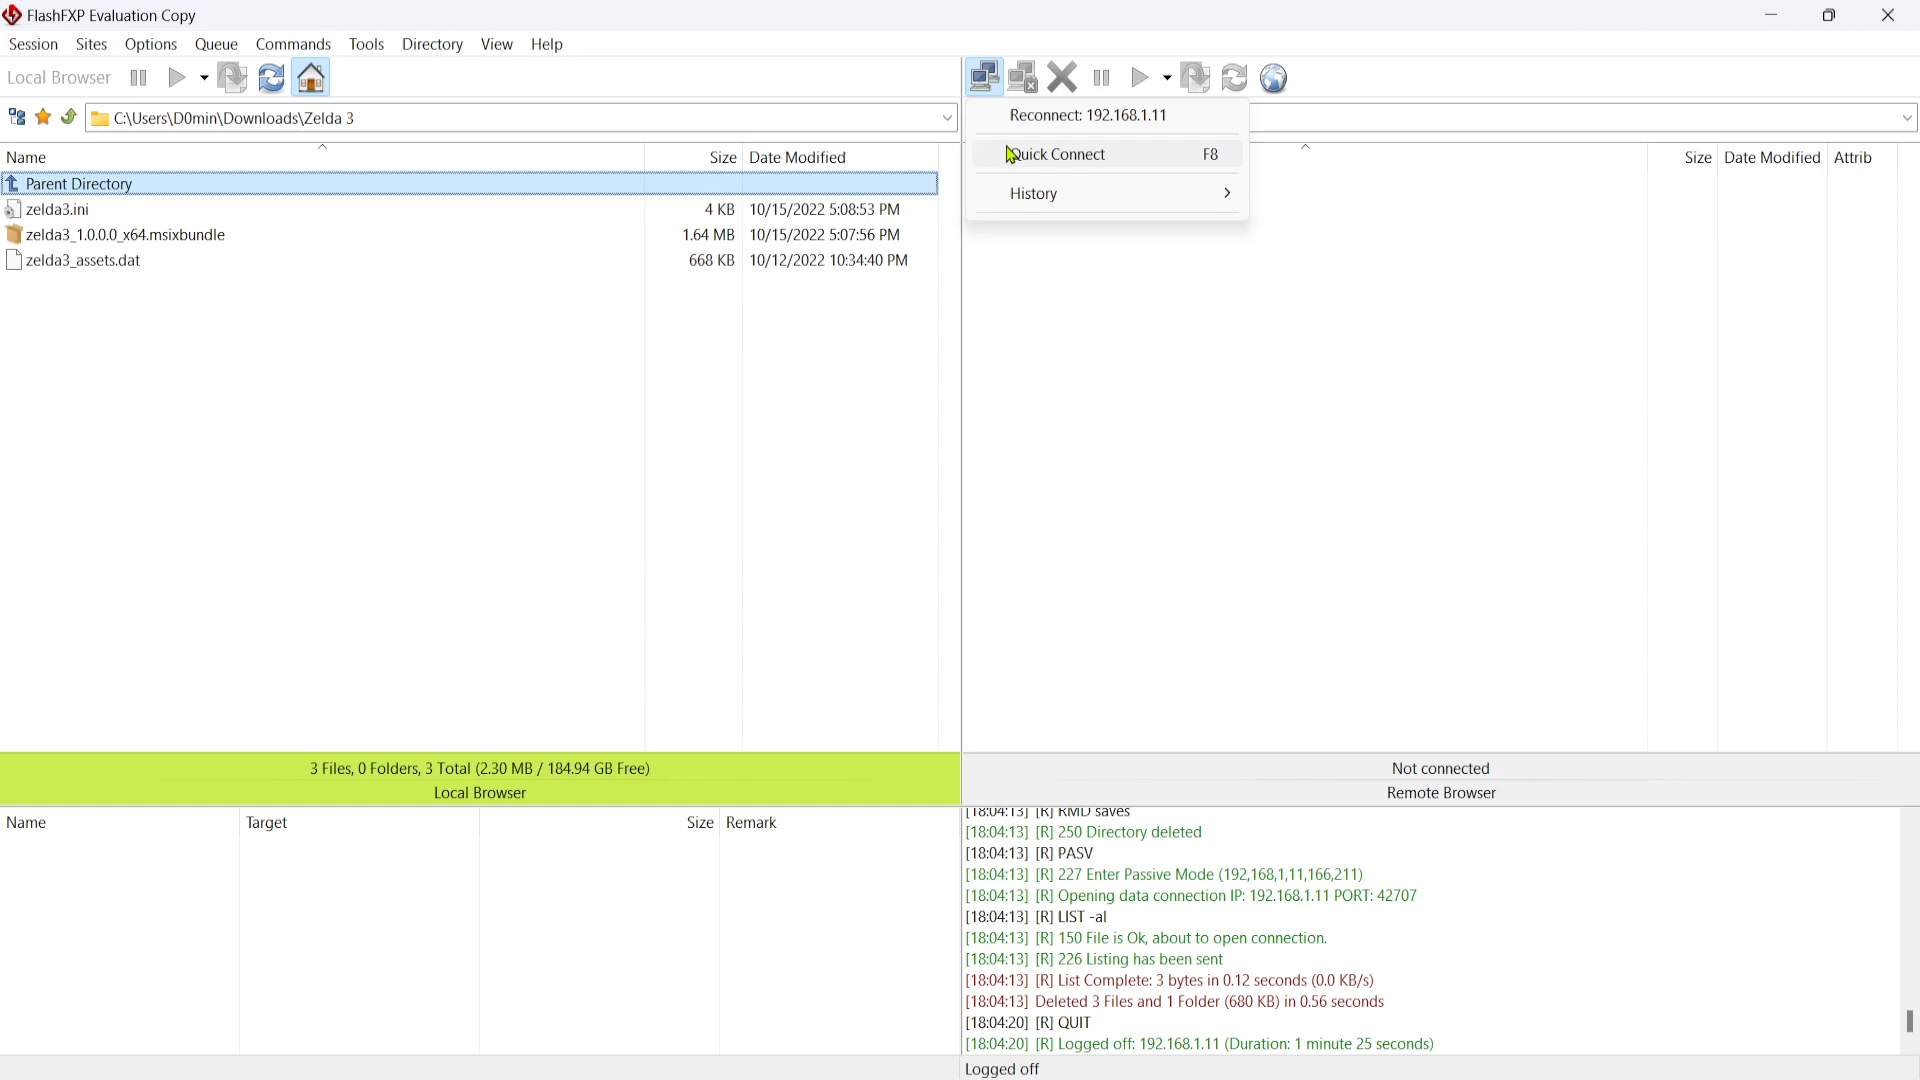 FlashFXP Evaluation Copy
Session Sites Options Queue Commands Tools Directory View Help
Local Browser
C:\Users\D0min\Downloads\Zelda 3
Name Size Date Modified
Parent Directory
zelda3.ini 4 KB 10/15/2022 5:08:53 PM
zelda3_1.0.0.0_x64.msixbundle 1.64 MB 10/15/2022 5:07:56 PM
zelda3_assets.dat 668 KB 10/12/2022 10:34:40 PM
Reconnect: 192.168.1.11
Quick Connect F8
History
Size Date Modified Attrib
3 Files, 0 Folders, 3 Total (2.30 MB / 184.94 GB Free)
Local Browser
Not connected
Remote Browser
Name Target Size Remark
[18:04:13] [R] RMD saves
[18:04:13] [R] 250 Directory deleted
[18:04:13] [R] PASV
[18:04:13] [R] 227 Enter Passive Mode (192,168,1,11,166,211)
[18:04:13] [R] Opening data connection IP: 192.168.1.11 PORT: 42707
[18:04:13] [R] LIST -al
[18:04:13] [R] 150 File is Ok, about to open connection.
[18:04:13] [R] 226 Listing has been sent
[18:04:13] [R] List Complete: 3 bytes in 0.12 seconds (0.0 KB/s)
[18:04:13] Deleted 3 Files and 1 Folder (680 KB) in 0.56 seconds
[18:04:20] [R] QUIT
[18:04:20] [R] Logged off: 192.168.1.11 (Duration: 1 minute 25 seconds)
Logged off